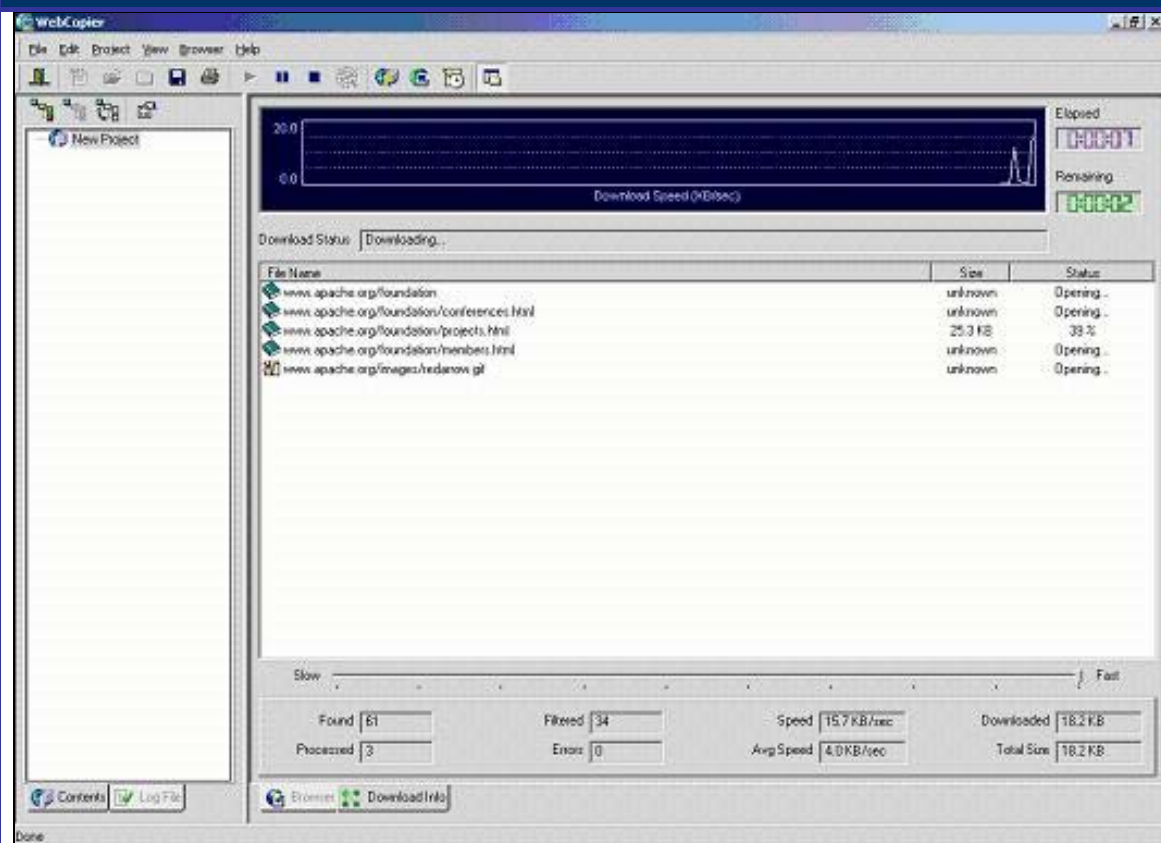 WebCopier
File Edit Project View Browser Help
New Project
20.0
0.0
Download Speed (KB/sec)
Elapsed
0:00:07
Remaining
0:00:02
Download Status Downloading...
File Name Size Status
www.apache.org/foundation unknown Opening...
www.apache.org/foundation/conferences.html unknown Opening...
www.apache.org/foundation/projects.html 25.3 KB 39 %
www.apache.org/foundation/members.html unknown Opening...
www.apache.org/images/redarrow.gif unknown Opening...
Slow Fast
Found 61 Filtered 34 Speed 15.7 KB/sec Downloaded 18.2 KB
Processed 3 Errors 0 Avg Speed 4.0 KB/sec Total Size 18.2 KB
Contents Log File Browser Download Info
Done